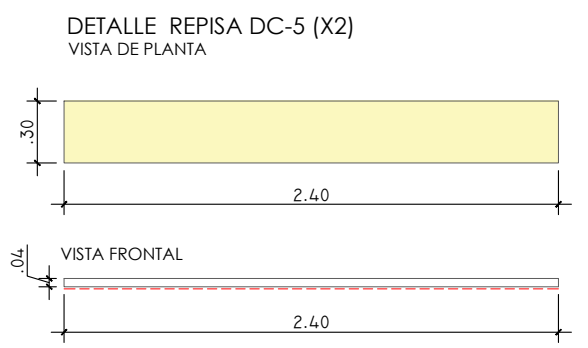 DETALLE  REPISA DC-5 (X2)
VISTA DE PLANTA
.30
2.40
.04
VISTA FRONTAL
2.40